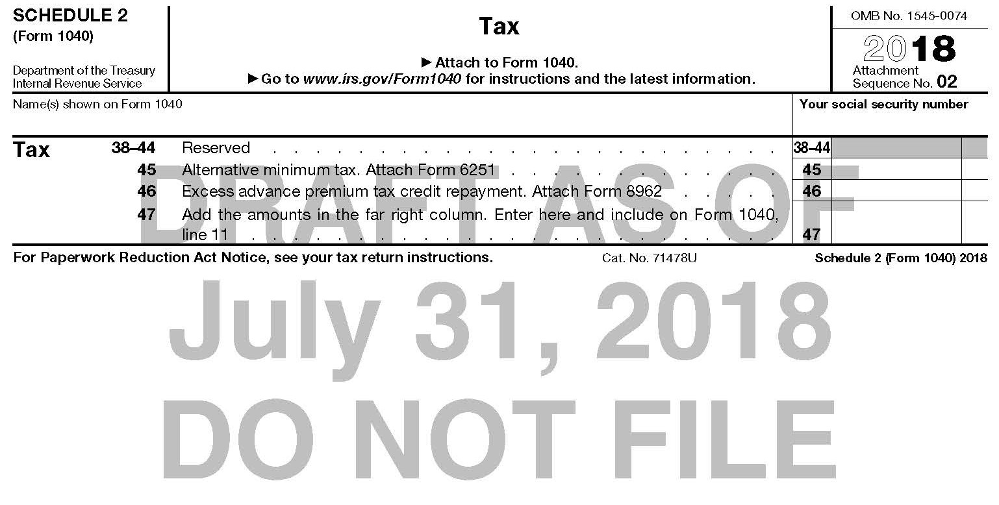 SCHEDULE 2
(Form 1040)
Department of the Treasury
Internal Revenue Service
Tax
▶ Attach to Form 1040.
▶ Go to www.irs.gov/Form1040 for instructions and the latest information.
OMB No. 1545-0074
2018
Attachment
Sequence No. 02
Name(s) shown on Form 1040
Your social security number
Tax 38–44 Reserved . . . . . . . . . . . . . . . . . . . . . . . . 38–44
45 Alternative minimum tax. Attach Form 6251 . . . . . . . . . . . . . 45
46 Excess advance premium tax credit repayment. Attach Form 8962 . . . . . 46
47 Add the amounts in the far right column. Enter here and include on Form 1040,
line 11 . . . . . . . . . . . . . . . . . . . . . . . . . 47
For Paperwork Reduction Act Notice, see your tax return instructions. Cat. No. 71478U Schedule 2 (Form 1040) 2018
DRAFT AS OF
July 31, 2018
DO NOT FILE